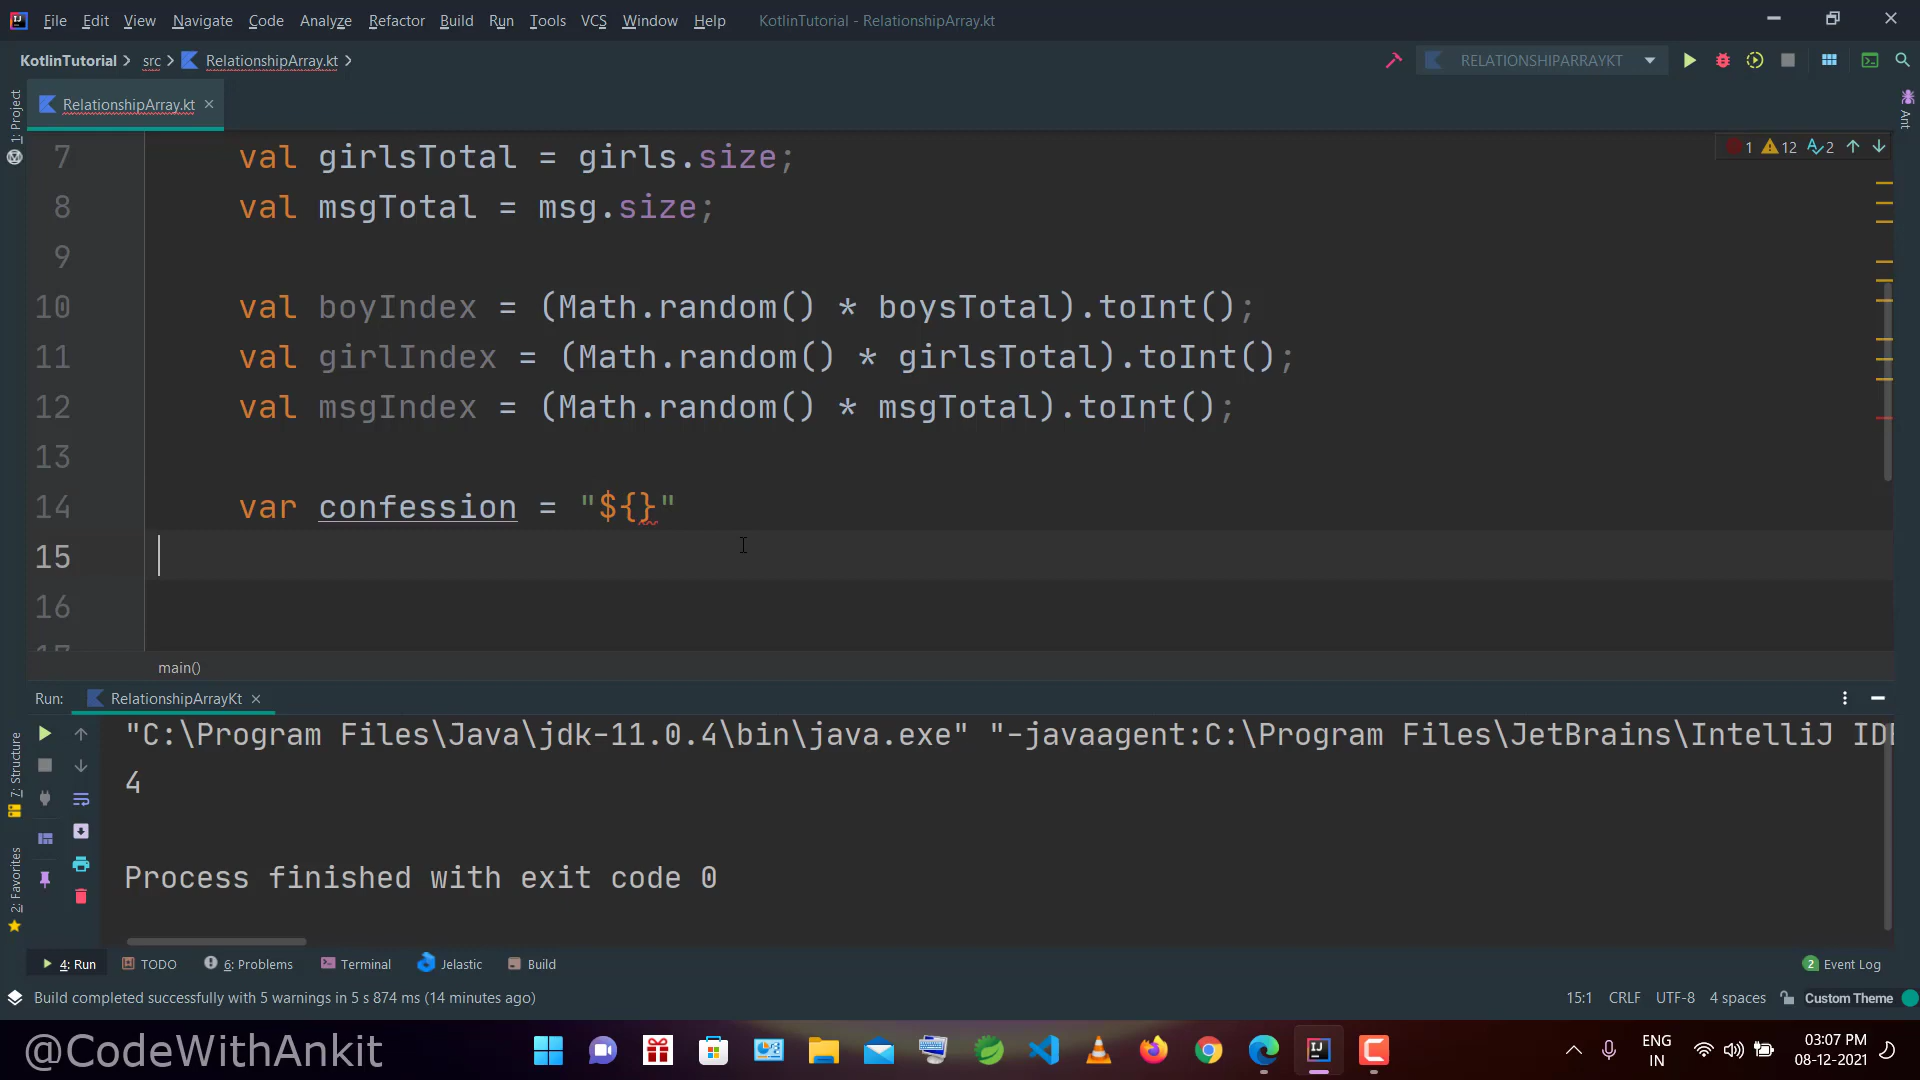 File Edit View Navigate Code Analyze Refactor Build Run Tools VCS Window Help KotlinTutorial - RelationshipArray.kt
KotlinTutorial src RelationshipArray.kt RELATIONSHIPARRAYKT
RelationshipArray.kt
1: Project
Ant
1 12 2
7 val girlsTotal = girls.size;
8 val msgTotal = msg.size;
9
10 val boyIndex = (Math.random() * boysTotal).toInt();
11 val girlIndex = (Math.random() * girlsTotal).toInt();
12 val msgIndex = (Math.random() * msgTotal).toInt();
13
14 var confession = "${}"
15
16
17
main()
Run: RelationshipArrayKt
"C:\Program Files\Java\jdk-11.0.4\bin\java.exe" "-javaagent:C:\Program Files\JetBrains\IntelliJ IDE
4
Process finished with exit code 0
7: Structure
2: Favorites
4: Run TODO 6: Problems Terminal Jelastic Build 2 Event Log
Build completed successfully with 5 warnings in 5 s 874 ms (14 minutes ago) 15:1 CRLF UTF-8 4 spaces Custom Theme
@CodeWithAnkit
ENG
IN
03:07 PM
08-12-2021